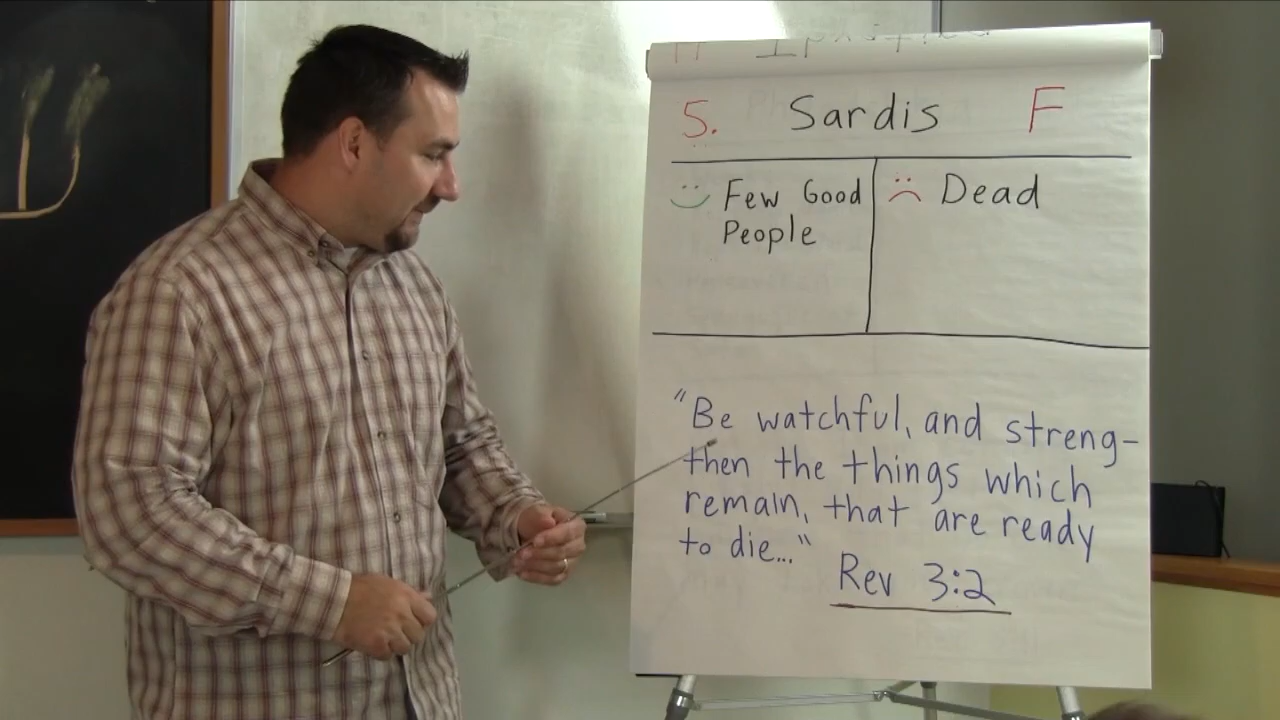 5. Sardis F
Few Good
People
Dead
"Be watchful, and streng-
then the things which
remain, that are ready
to die..."
Rev 3:2